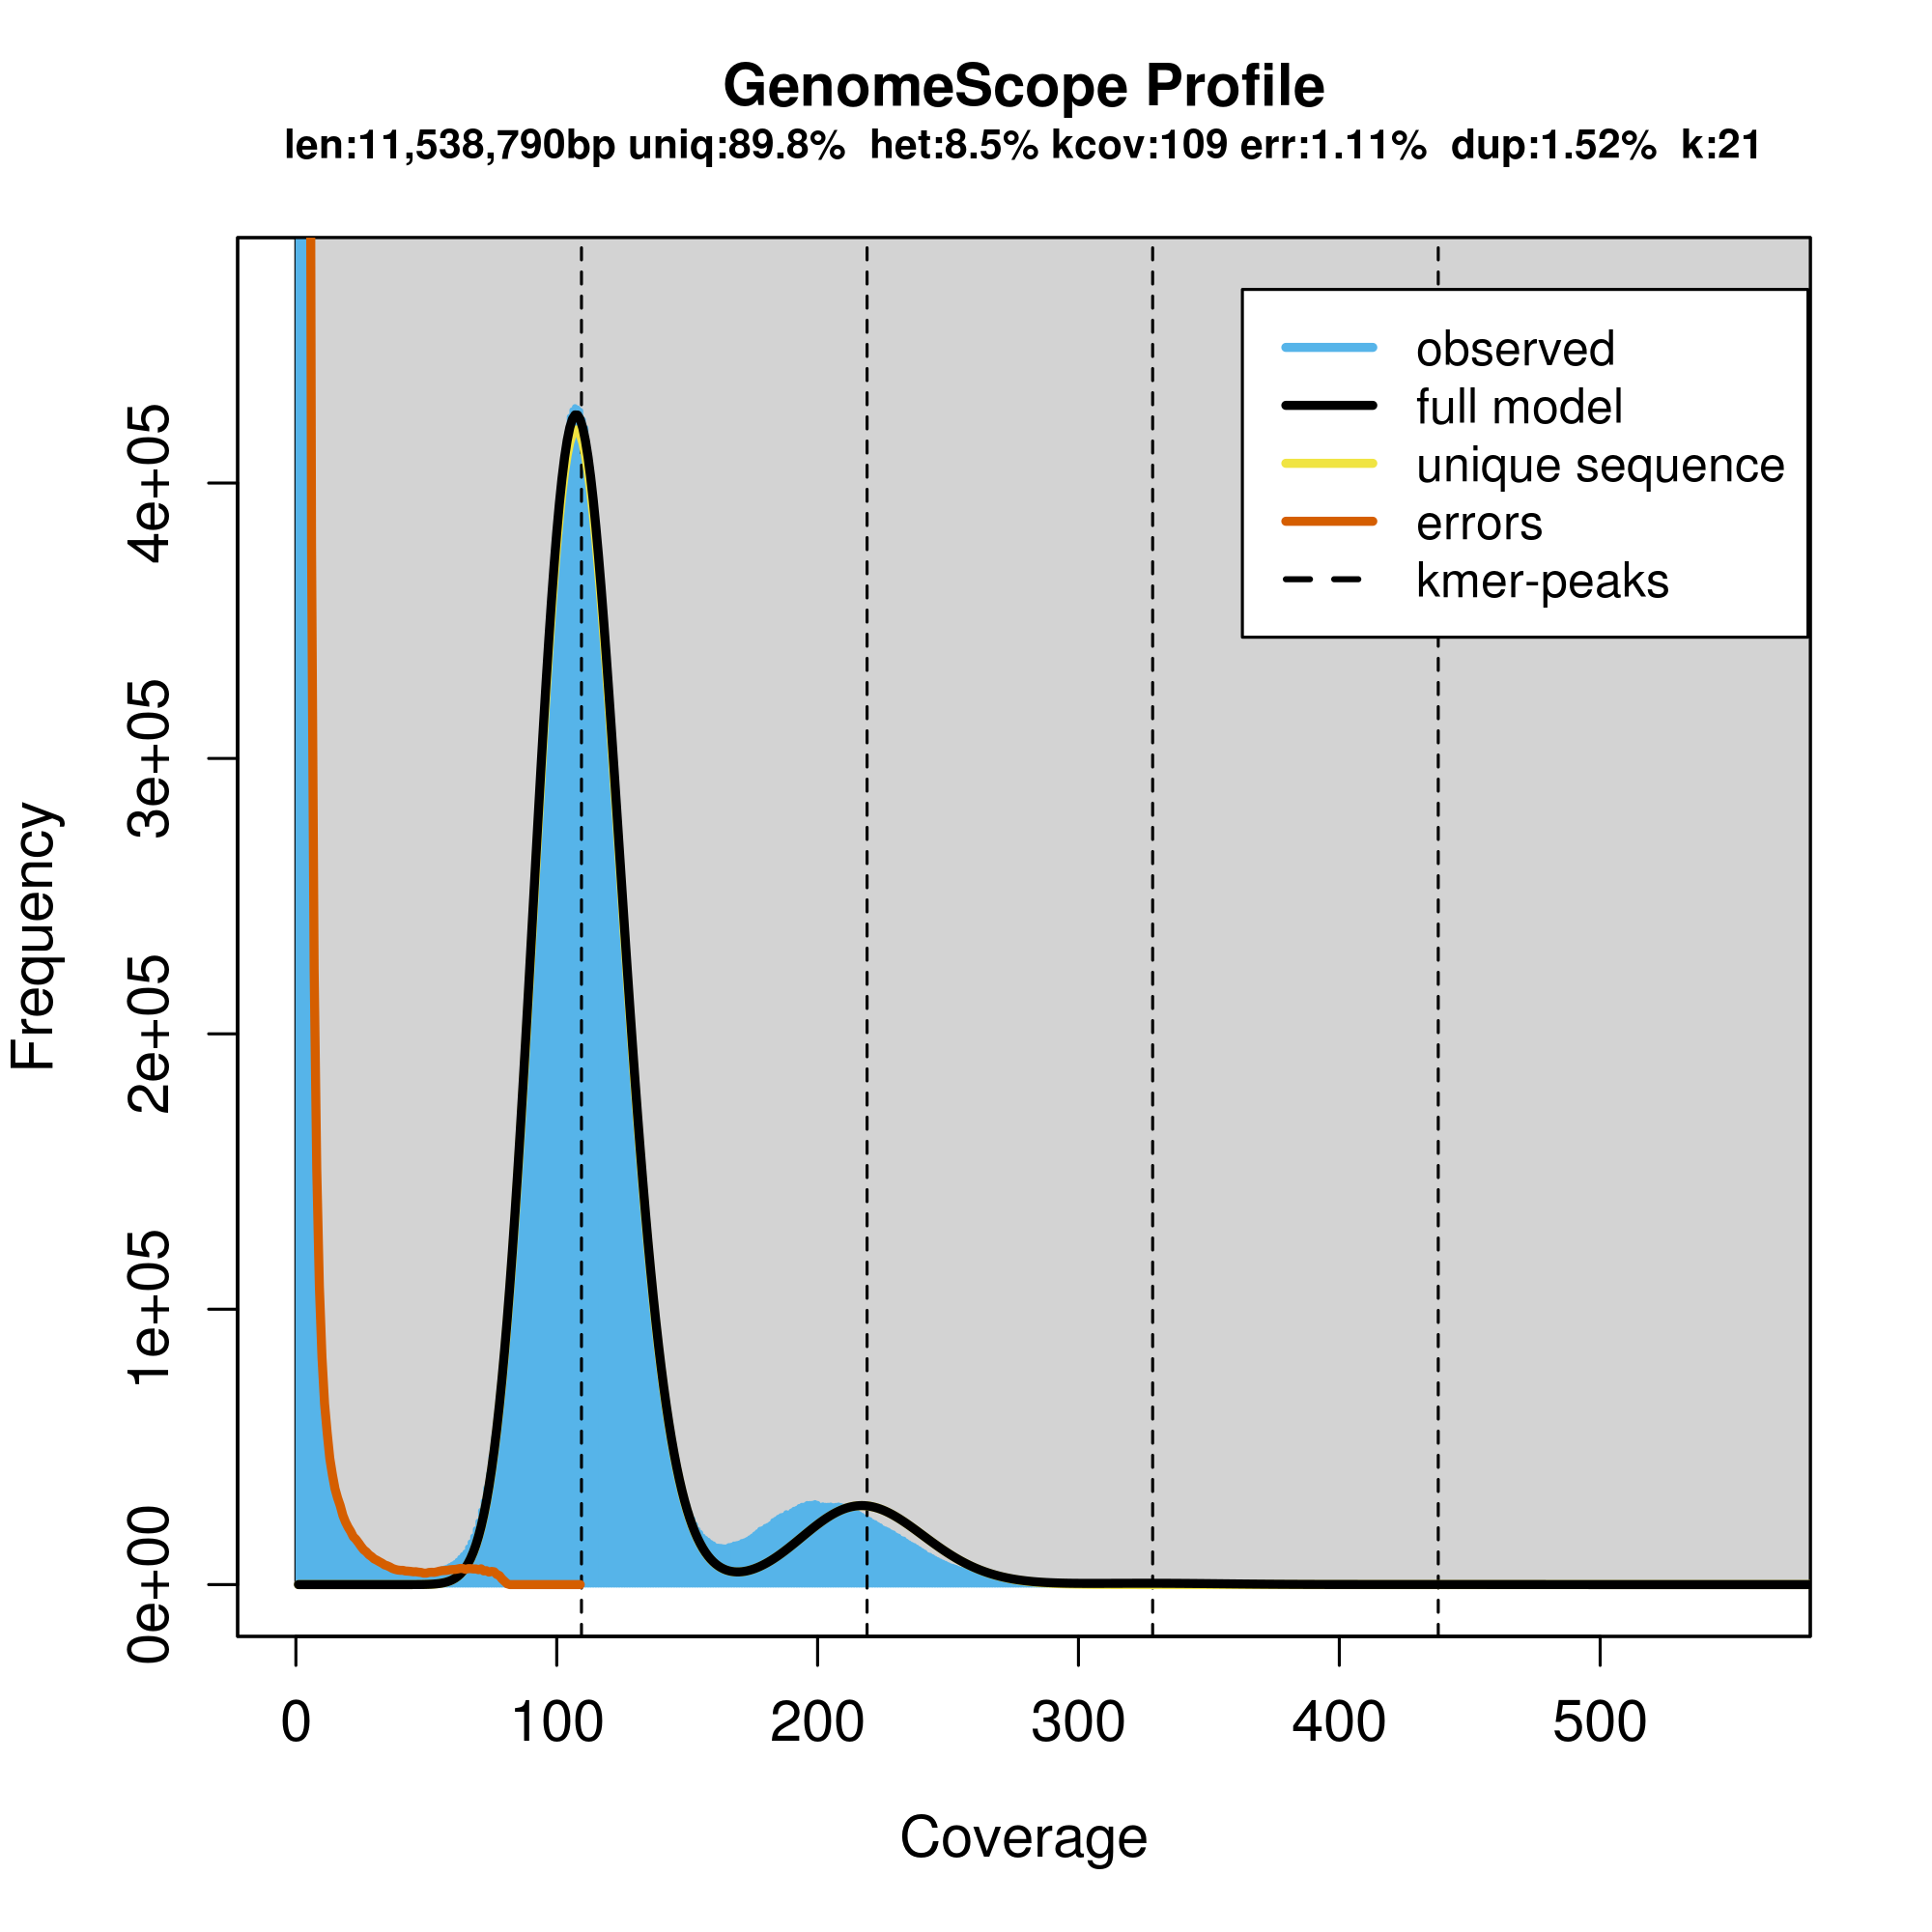 GenomeScope Profile
len:11,538,790bp uniq:89.8% het:8.5% kcov:109 err:1.11% dup:1.52% k:21
observed
full model
unique sequence
errors
kmer-peaks
Frequency
4e+05
3e+05
2e+05
1e+05
0e+00
0 100 200 300 400 500
Coverage